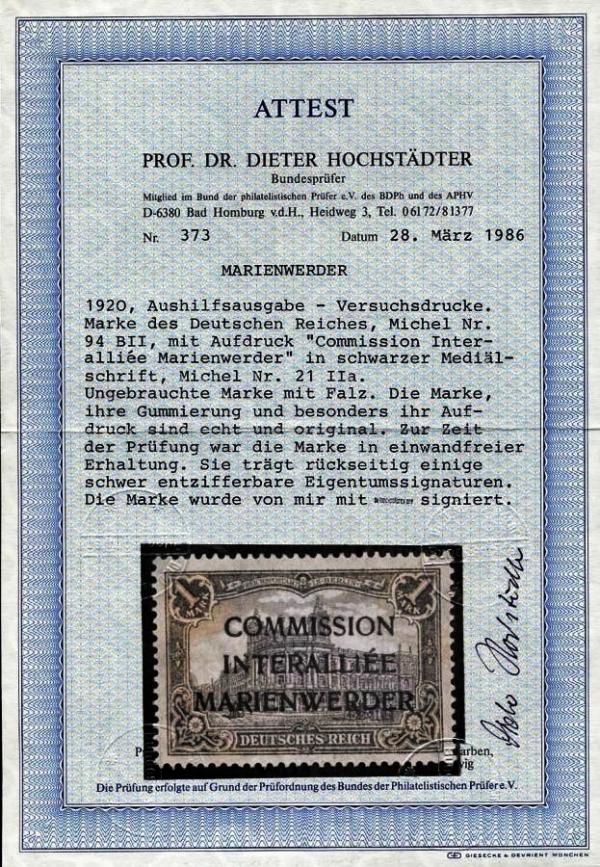 ATTEST
PROF. DR. DIETER HOCHSTÄDTER
Bundesprüfer
Mitglied im Bund der philatelistischen Prüfer e.V. des BDPh und des APHV
D-6380 Bad Homburg v.d.H., Heidweg 3, Tel. 06172/81377
Nr. 373 Datum 28. März 1986
MARIENWERDER
1920, Aushilfsausgabe - Versuchsdrucke.
Marke des Deutschen Reiches, Michel Nr.
94 BII, mit Aufdruck "Commission Inter-
alliée Marienwerder" in schwarzer Mediäl-
schrift, Michel Nr. 21 IIa.
Ungebrauchte Marke mit Falz. Die Marke,
ihre Gummierung und besonders ihr Auf-
druck sind echt und original. Zur Zeit
der Prüfung war die Marke in einwandfreier
Erhaltung. Sie trägt rückseitig einige
schwer entzifferbare Eigentumssignaturen.
Die Marke wurde von mir mit signiert.
1 MARK 1 MARK
COMMISSION
INTERALLIÉE
MARIENWERDER
DEUTSCHES REICH
Die Prüfung erfolgte auf Grund der Prüfordnung des Bundes der Philatelistischen Prüfer e.V.
GIESECKE & DEVRIENT MÜNCHEN